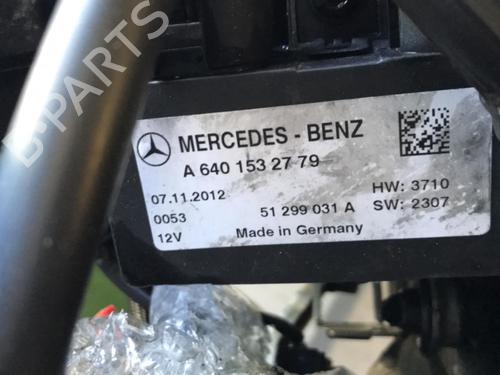 B-PARTS
MERCEDES - BENZ
A 640 153 27 79
07.11.2012
HW: 3710
0053
51 299 031 A
SW: 2307
12V
Made in Germany